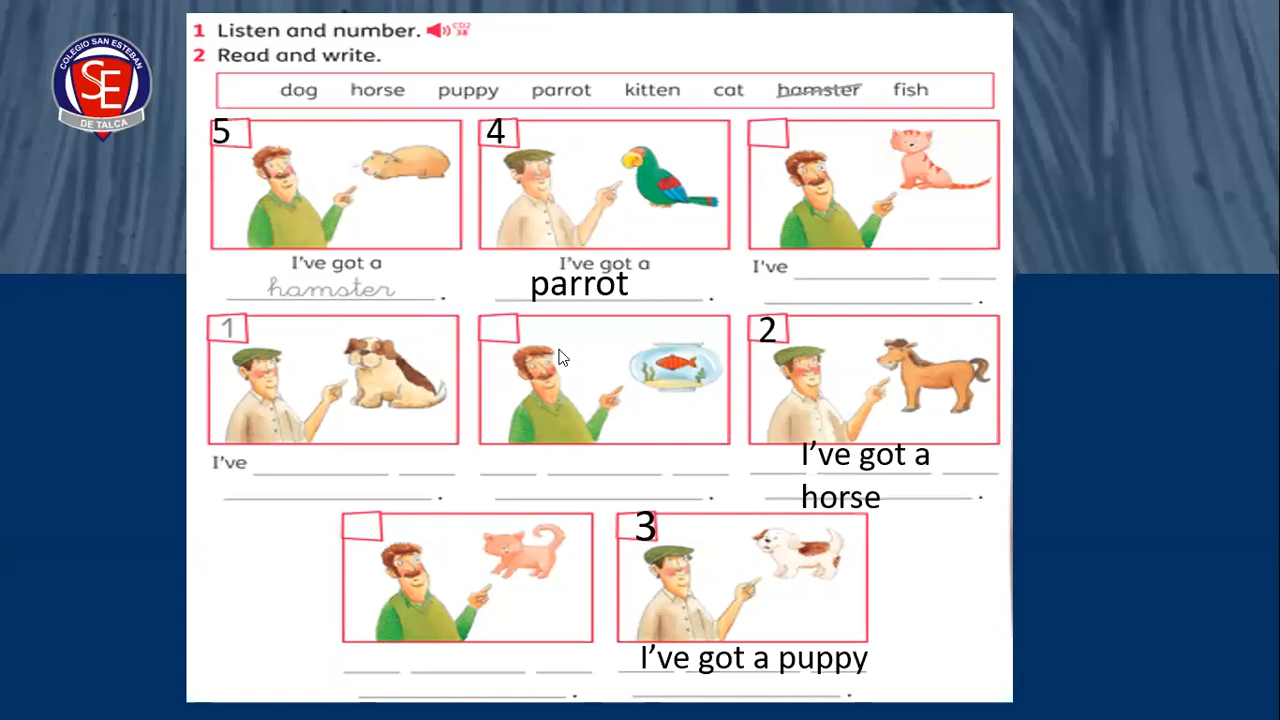 COLEGIO SAN ESTEBAN
SE
DE TALCA
1 Listen and number. CD2 38
2 Read and write.
dog horse puppy parrot kitten cat hamster fish
5
4
I've got a
hamster .
I've got a
parrot .
I've
.
1
2
I've
.
.
I've got a
horse .
3
.
I've got a puppy
.